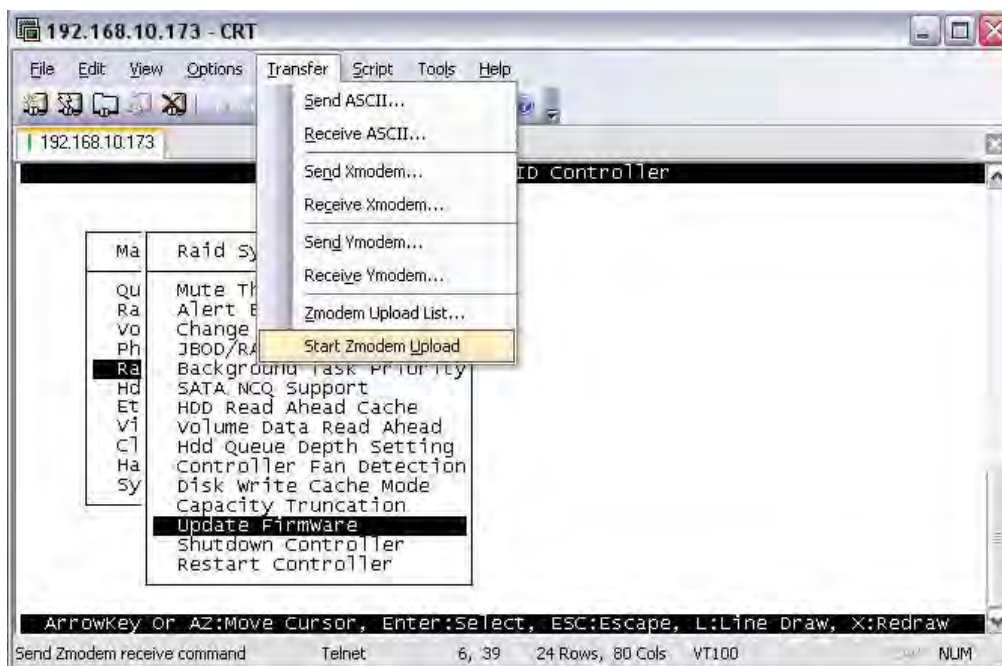 192.168.10.173 - CRT
File Edit View Options Transfer Script Tools Help
192.168.10.173
Send ASCII...
Receive ASCII...
Send Xmodem...
Receive Xmodem...
Send Ymodem...
Receive Ymodem...
Zmodem Upload List...
Start Zmodem Upload
ID Controller
Ma
Qu
Ra
Vo
Ph
Ra
Hd
Et
Vi
Cl
Ha
Sy
Raid Sy
Mute Th
Alert B
Change
JBOD/RA
Background Task Priority
SATA NCQ Support
HDD Read Ahead Cache
Volume Data Read Ahead
Hdd Queue Depth Setting
Controller Fan Detection
Disk Write Cache Mode
Capacity Truncation
Update Firmware
Shutdown Controller
Restart Controller
ArrowKey Or AZ:Move Cursor, Enter:Select, ESC:Escape, L:Line Draw, X:Redraw
Send Zmodem receive command Telnet 6, 39 24 Rows, 80 Cols VT100 NUM